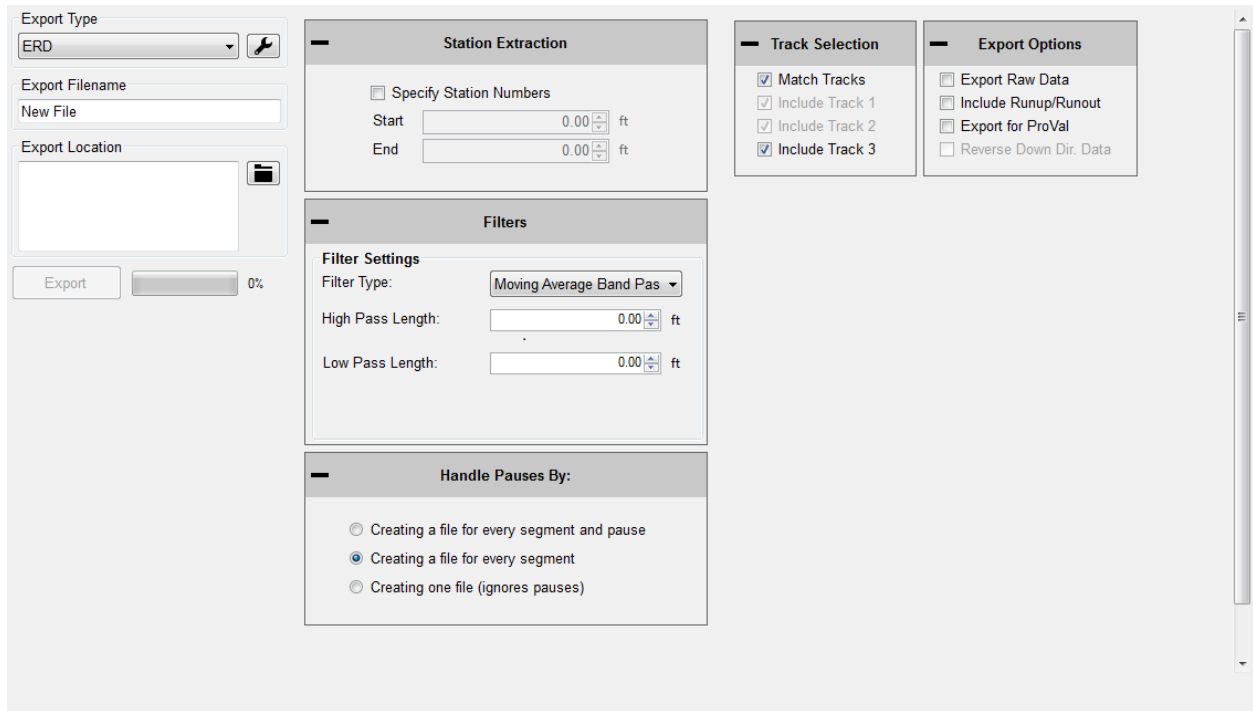 Export Type
ERD
Export Filename
New File
Export Location
Export
0%
Station Extraction
Specify Station Numbers
Start 0.00 ft
End 0.00 ft
Filters
Filter Settings
Filter Type: Moving Average Band Pas
High Pass Length: 0.00 ft
Low Pass Length: 0.00 ft
Handle Pauses By:
Creating a file for every segment and pause
Creating a file for every segment
Creating one file (ignores pauses)
Track Selection
Match Tracks
Include Track 1
Include Track 2
Include Track 3
Export Options
Export Raw Data
Include Runup/Runout
Export for ProVal
Reverse Down Dir. Data